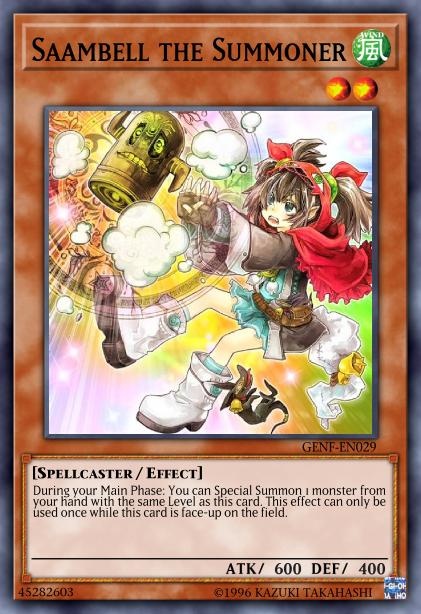 SAAMBELL THE SUMMONER
WIND
風
GENF-EN029
[SPELLCASTER / EFFECT]
During your Main Phase: You can Special Summon 1 monster from
your hand with the same Level as this card. This effect can only be
used once while this card is face-up on the field.
ATK/ 600 DEF/ 400
45282603
©1996 KAZUKI TAKAHASHI